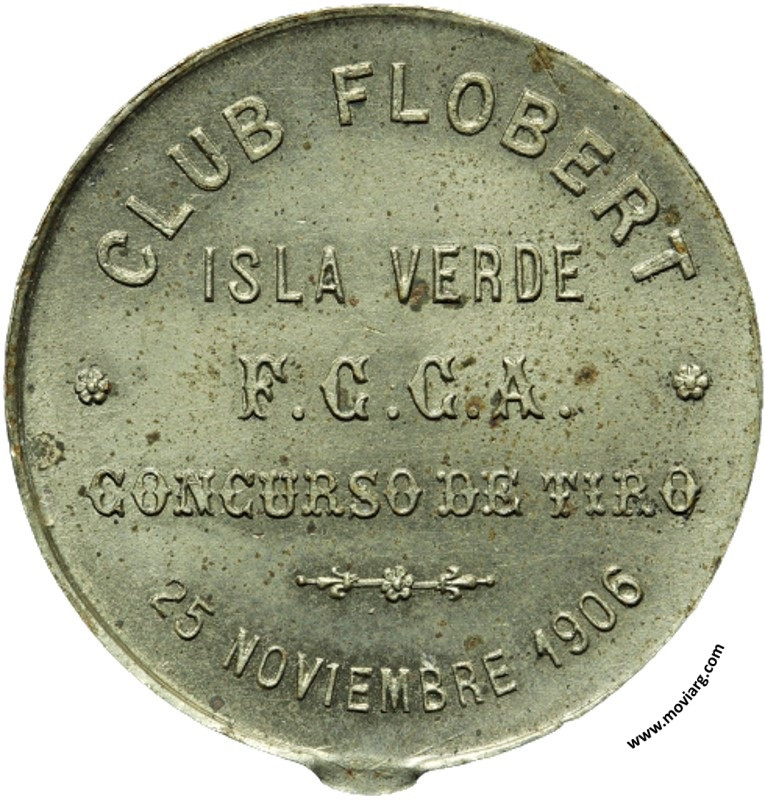 CLUB FLOBERT
ISLA VERDE
F.C.C.A.
CONCURSO DE TIRO
25 NOVIEMBRE 1906
www.moviarg.com